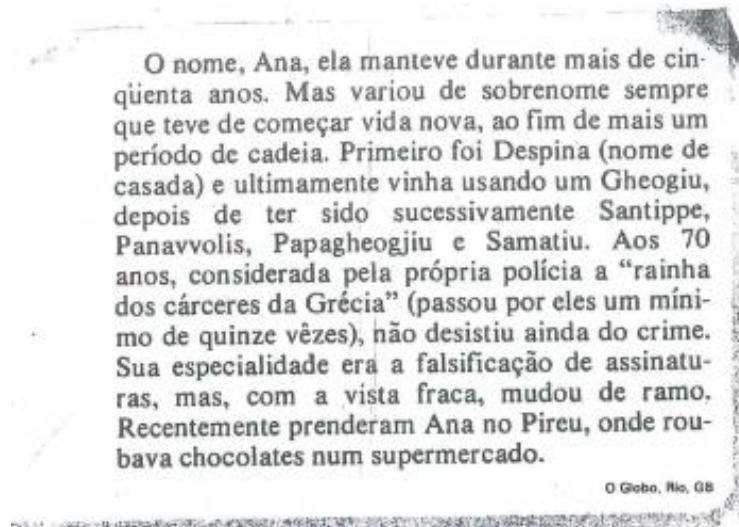 O nome, Ana, ela manteve durante mais de cin-
qüenta anos. Mas variou de sobrenome sempre
que teve de começar vida nova, ao fim de mais um
período de cadeia. Primeiro foi Despina (nome de
casada) e ultimamente vinha usando um Gheogiu,
depois de ter sido sucessivamente Santippe,
Panavvolis, Papagheogjiu e Samatiu. Aos 70
anos, considerada pela própria polícia a “rainha
dos cárceres da Grécia” (passou por eles um míni-
mo de quinze vêzes), não desistiu ainda do crime.
Sua especialidade era a falsificação de assinatu-
ras, mas, com a vista fraca, mudou de ramo.
Recentemente prenderam Ana no Pireu, onde rou-
bava chocolates num supermercado.
O Globo, Rio, GB